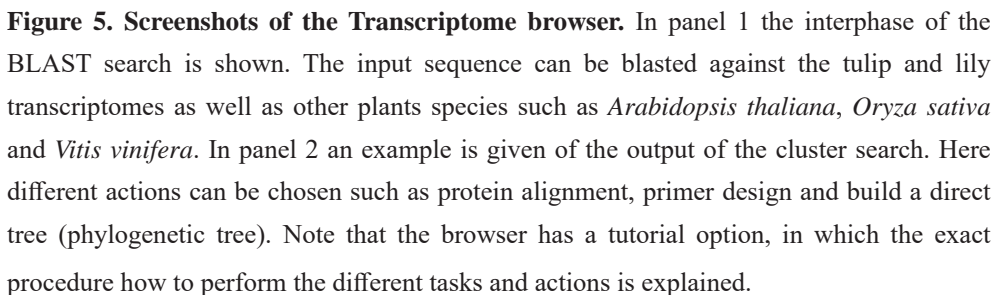 Figure 5. Screenshots of the Transcriptome browser. In panel 1 the interphase of the
BLAST search is shown. The input sequence can be blasted against the tulip and lily
transcriptomes as well as other plants species such as Arabidopsis thaliana, Oryza sativa
and Vitis vinifera. In panel 2 an example is given of the output of the cluster search. Here
different actions can be chosen such as protein alignment, primer design and build a direct
tree (phylogenetic tree). Note that the browser has a tutorial option, in which the exact
procedure how to perform the different tasks and actions is explained.